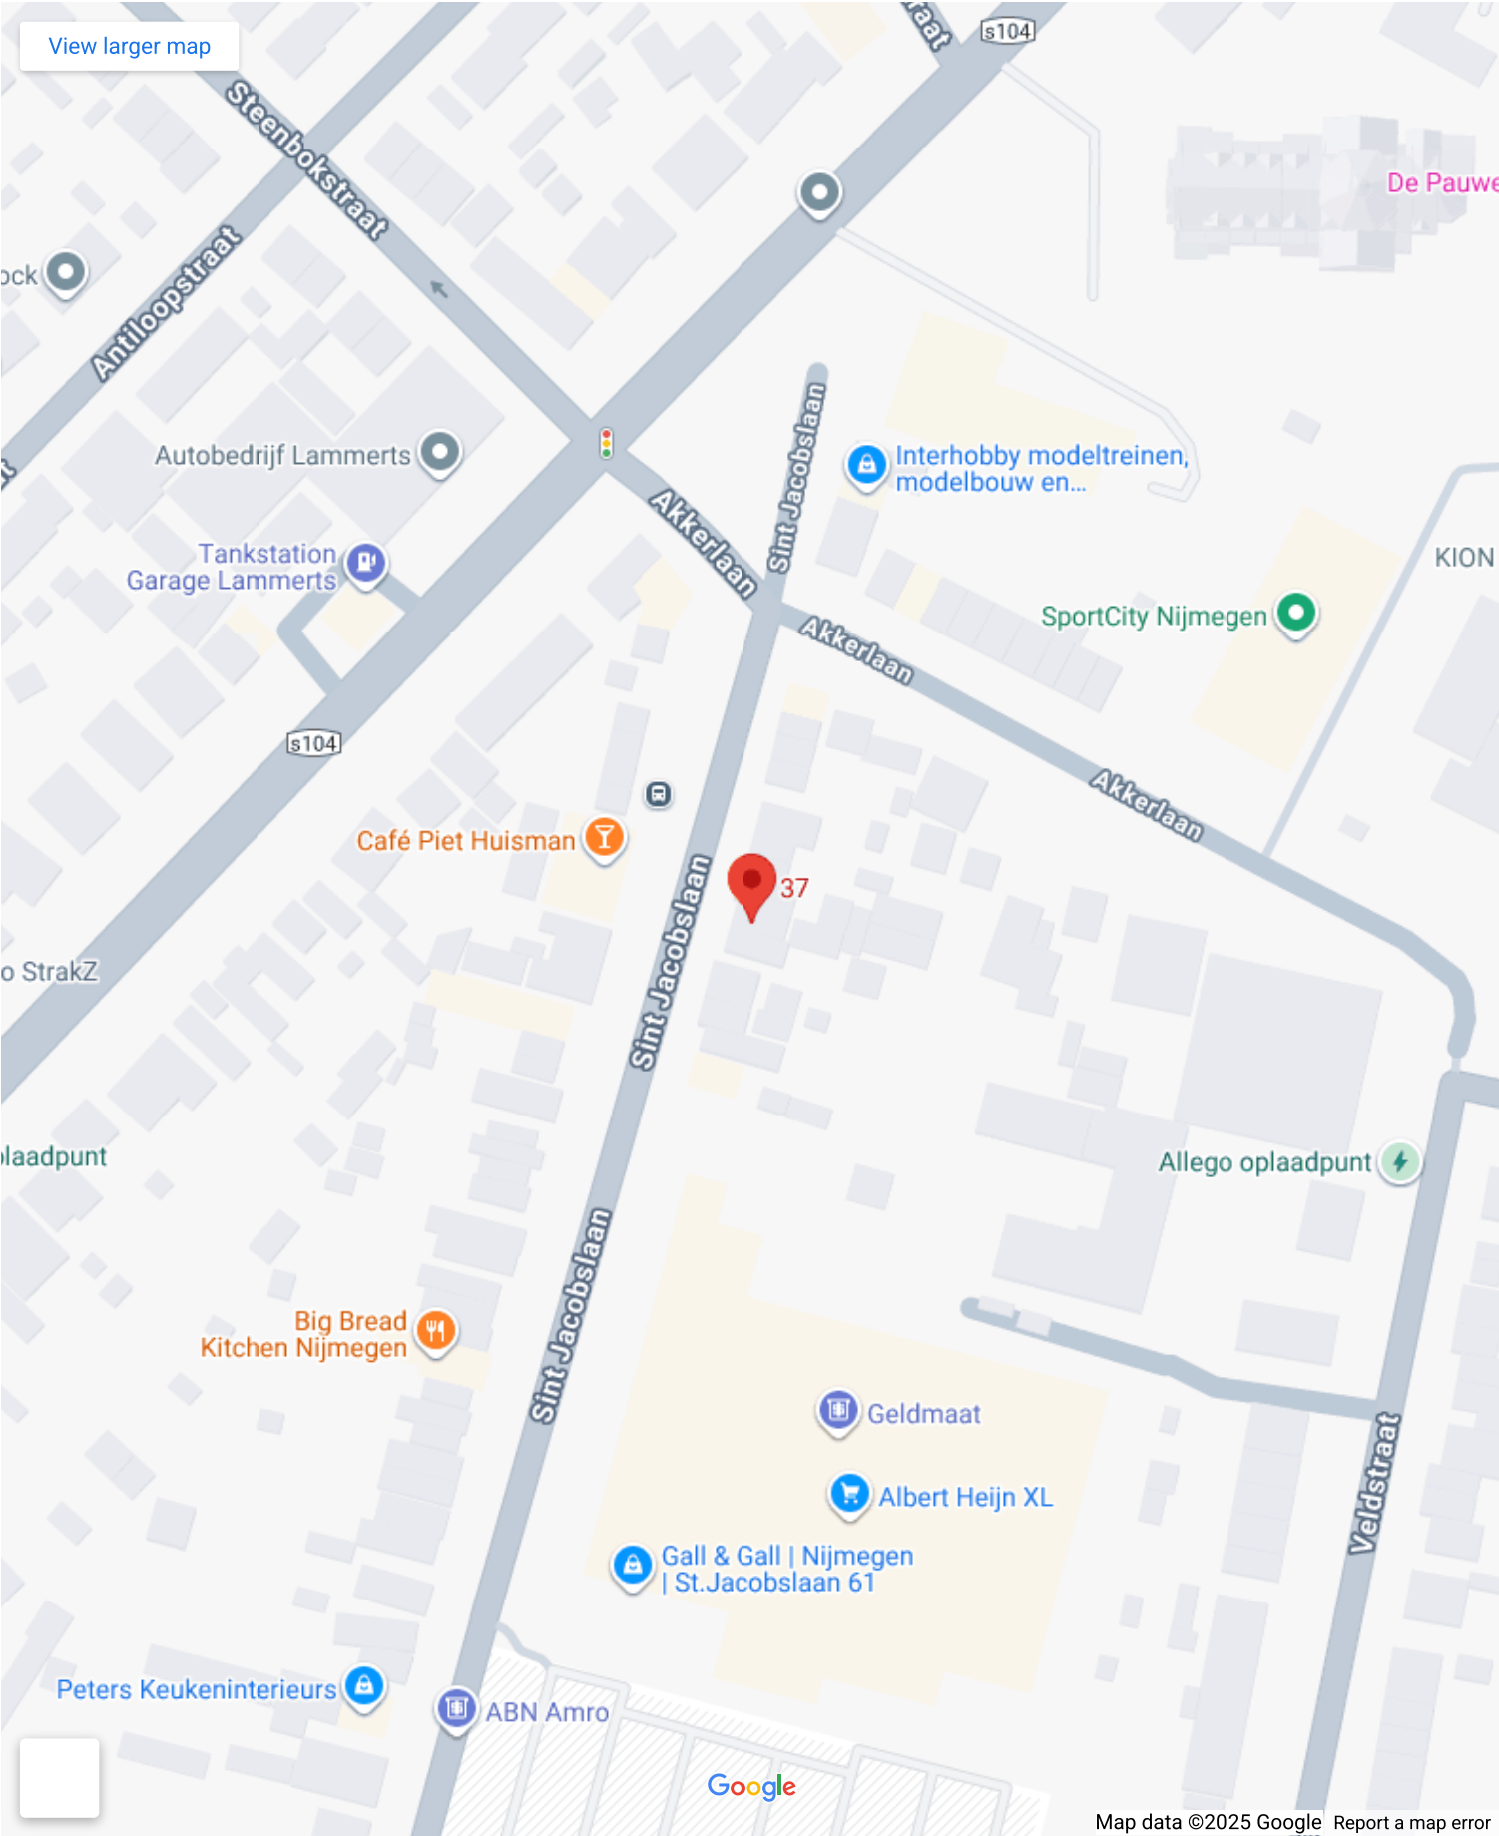 View larger map
s104
Steenbokstraat
De Pauwe
Antiloopstraat
Sint Jacobslaan
Autobedrijf Lammerts
Interhobby modeltreinen,
modelbouw en...
Akkerlaan
Tankstation
Garage Lammerts
KION
SportCity Nijmegen
Akkerlaan
s104
Akkerlaan
Café Piet Huisman
37
Sint Jacobslaan
o StrakZ
Allego oplaadpunt
Sint Jacobslaan
Big Bread
Kitchen Nijmegen
Geldmaat
Albert Heijn XL
Veldstraat
Gall & Gall | Nijmegen
| St.Jacobslaan 61
Peters Keukeninterieurs
ABN Amro
Google
Map data ©2025 Google
Report a map error